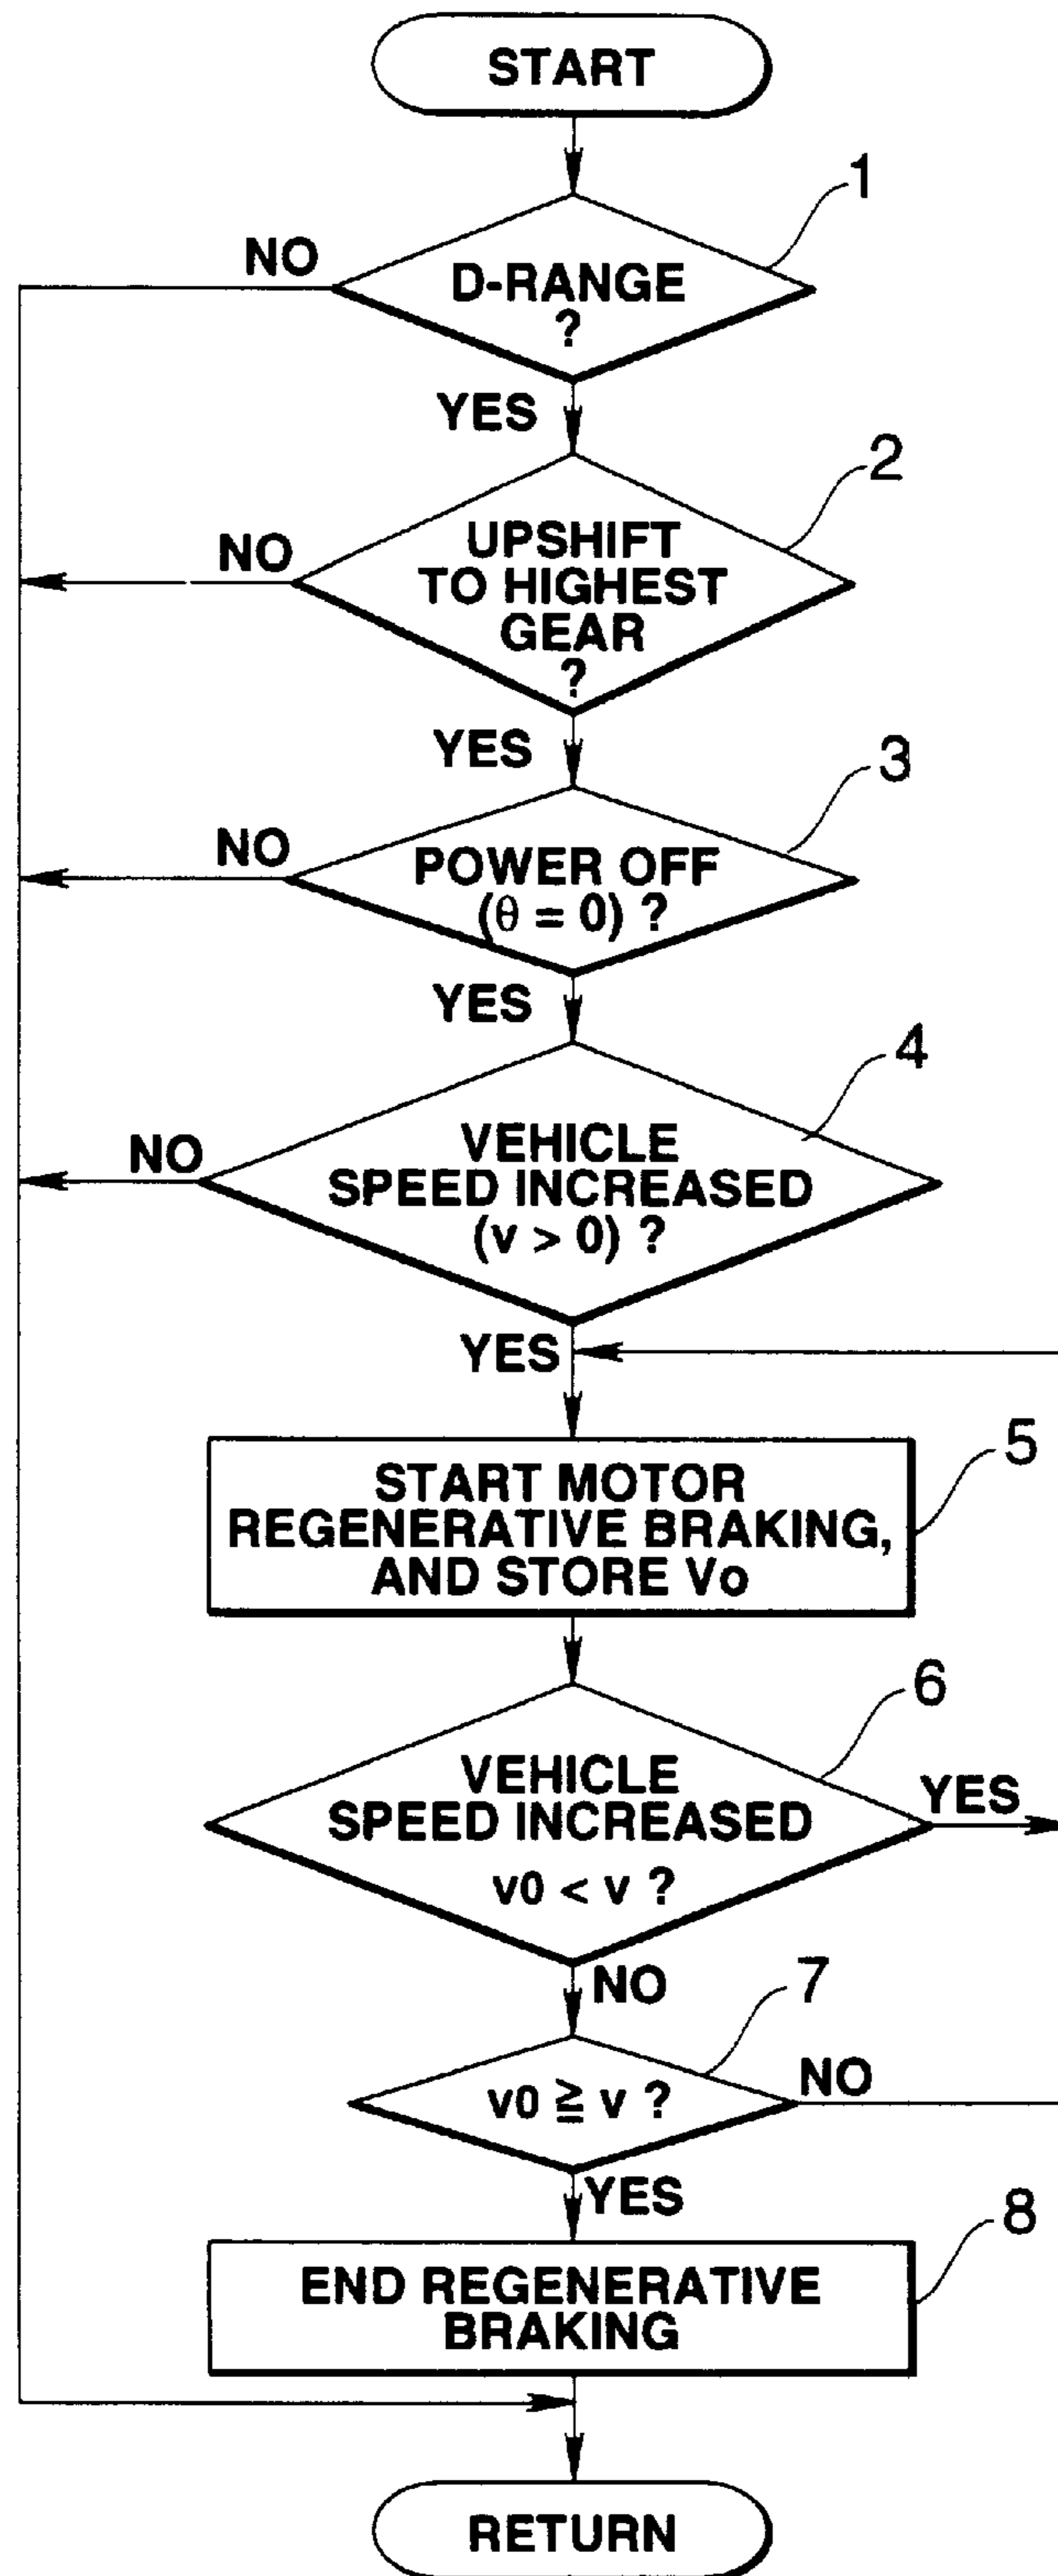 START
1
NO
D-RANGE
?
YES
2
NO
UPSHIFT
TO HIGHEST
GEAR
?
YES
3
NO
POWER OFF
(θ = 0) ?
YES
4
NO
VEHICLE
SPEED INCREASED
(v > 0) ?
YES
5
START MOTOR
REGENERATIVE BRAKING,
AND STORE Vo
6
VEHICLE
SPEED INCREASED
YES
v0 < v ?
NO
7
v0 ≧ v ?
NO
YES
8
END REGENERATIVE
BRAKING
RETURN